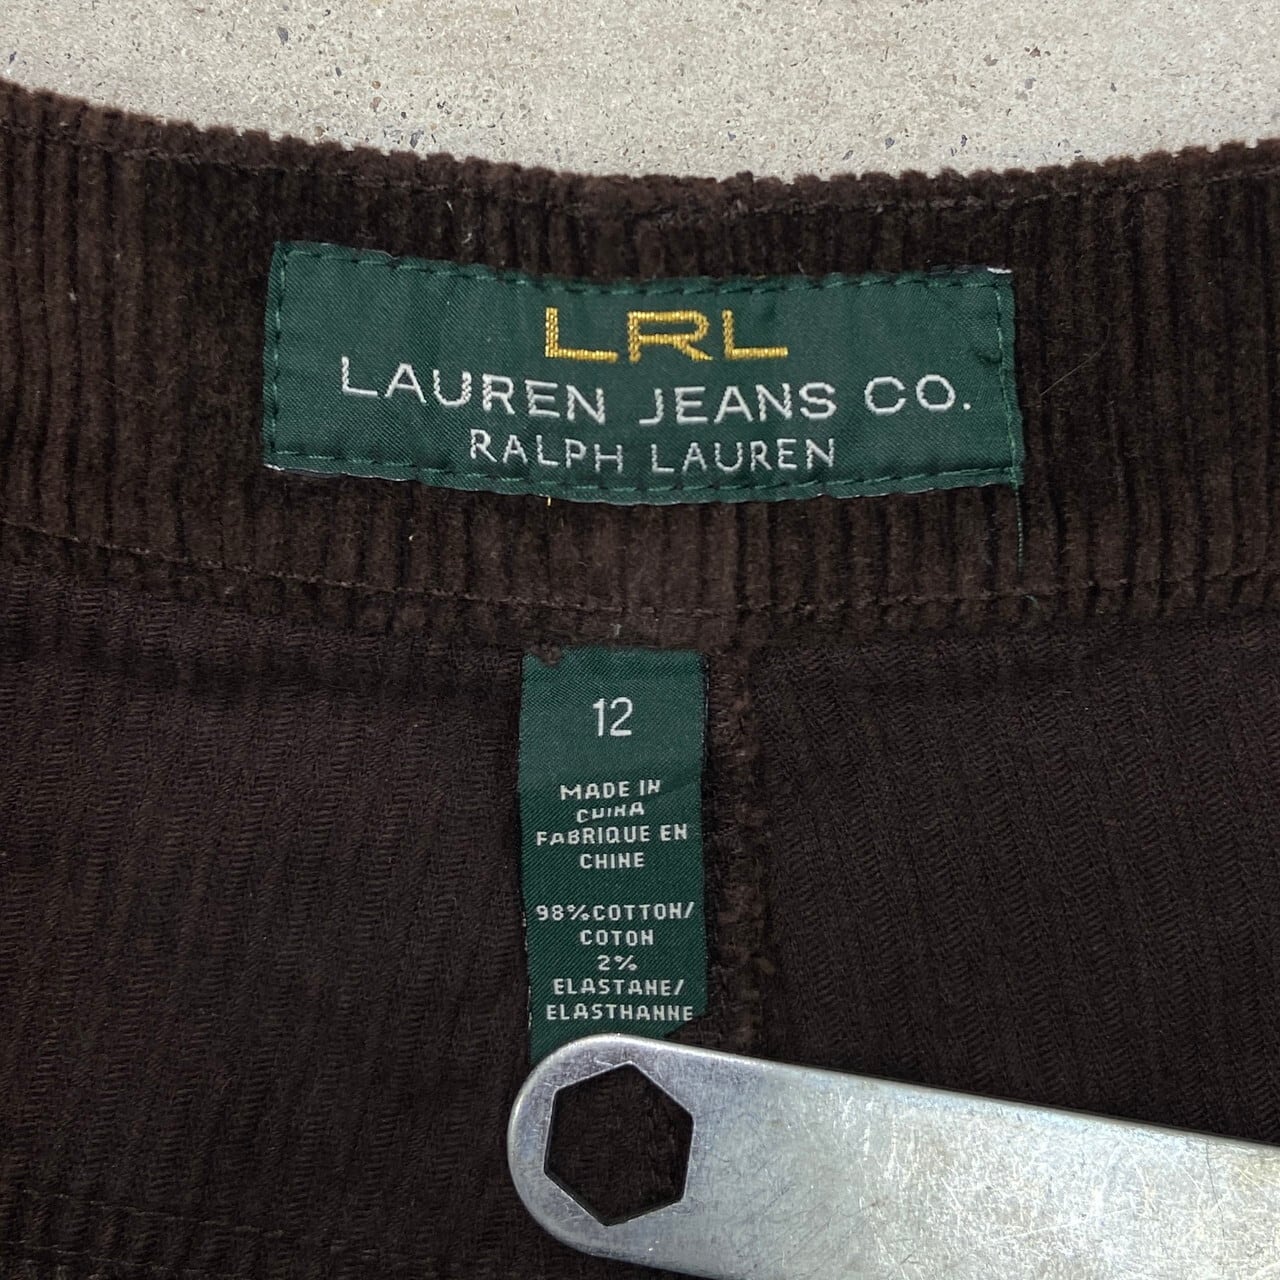 LRL
LAUREN JEANS CO.
RALPH LAUREN
12
MADE IN
CHINA
FABRIQUE EN
CHINE
98%COTTON/
COTON
2%
ELASTANE/
ELASTHANNE